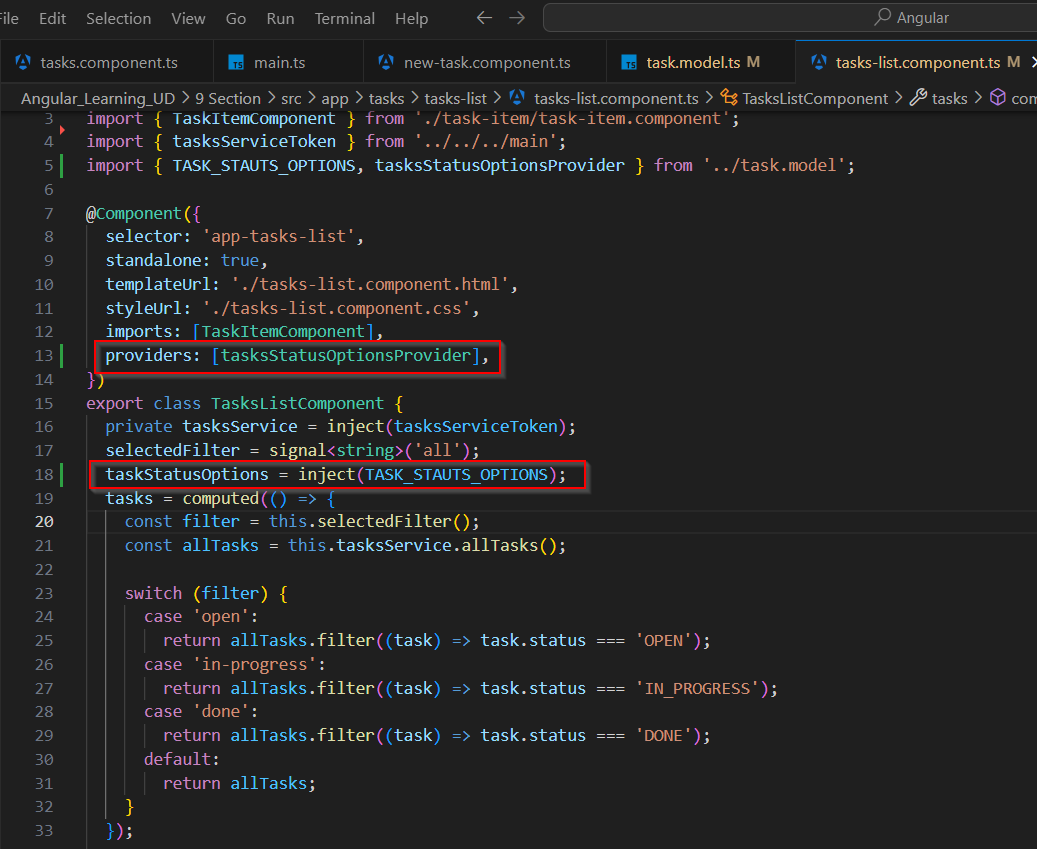 File Edit Selection View Go Run Terminal Help Angular
tasks.component.ts main.ts new-task.component.ts task.model.ts M tasks-list.component.ts M
Angular_Learning_UD > 9 Section > src > app > tasks > tasks-list > tasks-list.component.ts > TasksListComponent > tasks > com
3 import { TaskItemComponent } from './task-item/task-item.component';
4 import { tasksServiceToken } from '../../../main';
5 import { TASK_STAUTS_OPTIONS, tasksStatusOptionsProvider } from '../task.model';
6
7 @Component({
8 selector: 'app-tasks-list',
9 standalone: true,
10 templateUrl: './tasks-list.component.html',
11 styleUrl: './tasks-list.component.css',
12 imports: [TaskItemComponent],
13 providers: [tasksStatusOptionsProvider],
14 })
15 export class TasksListComponent {
16 private tasksService = inject(tasksServiceToken);
17 selectedFilter = signal<string>('all');
18 taskStatusOptions = inject(TASK_STAUTS_OPTIONS);
19 tasks = computed(() => {
20 const filter = this.selectedFilter();
21 const allTasks = this.tasksService.allTasks();
22
23 switch (filter) {
24 case 'open':
25 return allTasks.filter((task) => task.status === 'OPEN');
26 case 'in-progress':
27 return allTasks.filter((task) => task.status === 'IN_PROGRESS');
28 case 'done':
29 return allTasks.filter((task) => task.status === 'DONE');
30 default:
31 return allTasks;
32 }
33 });